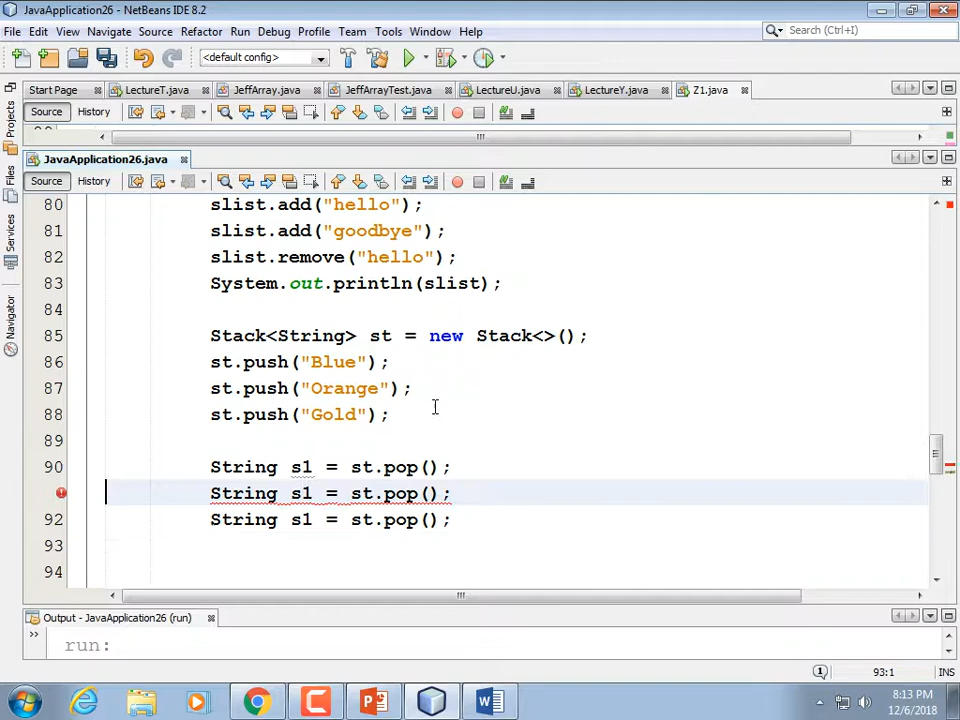 JavaApplication26 - NetBeans IDE 8.2
File Edit View Navigate Source Refactor Run Debug Profile Team Tools Window Help
Search (Ctrl+I)
<default config>
Start Page LectureT.java JeffArray.java JeffArrayTest.java LectureU.java LectureY.java Z1.java
Source History
JavaApplication26.java
Source History
Projects
Files
Services
Navigator
80 slist.add("hello");
81 slist.add("goodbye");
82 slist.remove("hello");
83 System.out.println(slist);
84
85 Stack<String> st = new Stack<>();
86 st.push("Blue");
87 st.push("Orange");
88 st.push("Gold");
89
90 String s1 = st.pop();
String s1 = st.pop();
92 String s1 = st.pop();
93
94
Output - JavaApplication26 (run)
run:
1 93:1 INS
8:13 PM
12/6/2018